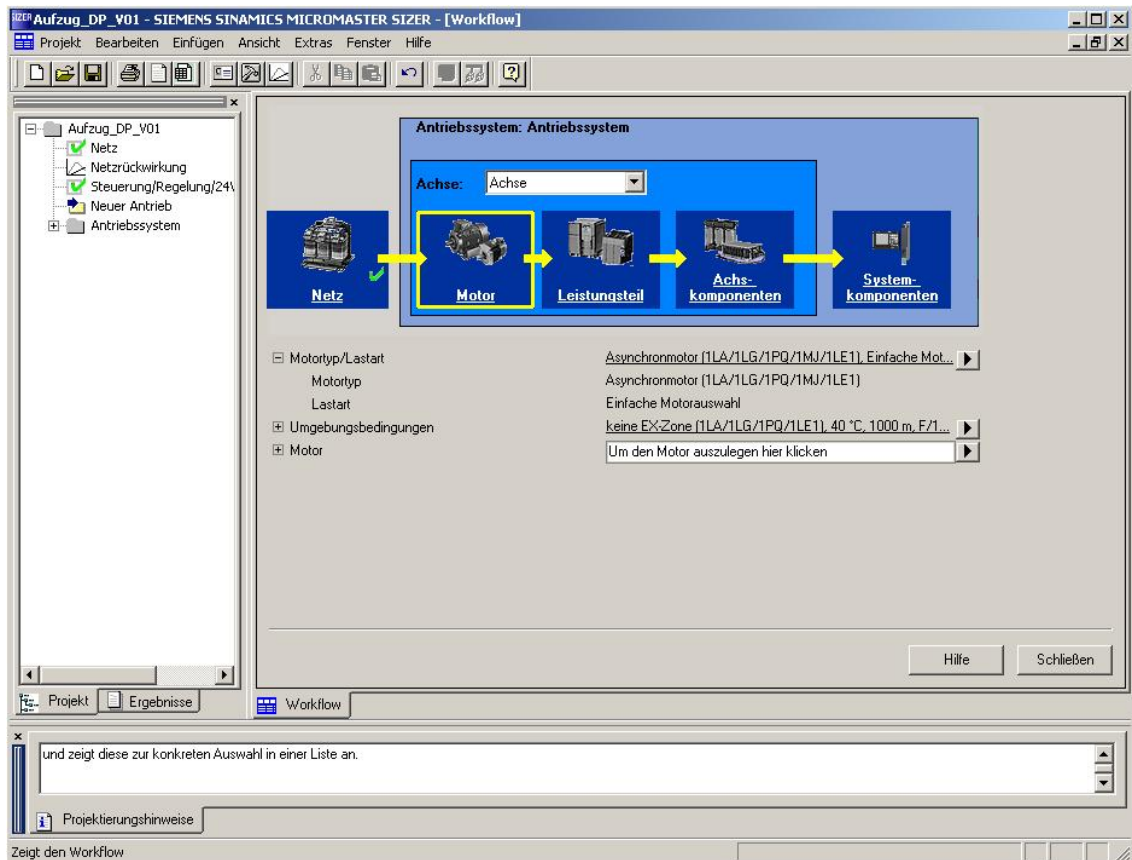 Aufzug_DP_V01 - SIEMENS SINAMICS MICROMASTER SIZER - [Workflow]
Projekt Bearbeiten Einfügen Ansicht Extras Fenster Hilfe
Aufzug_DP_V01
Netz
Netzrückwirkung
Steuerung/Regelung/24\
Neuer Antrieb
Antriebssystem
Projekt Ergebnisse
Antriebssystem: Antriebssystem
Achse: Achse
Netz
Motor
Leistungsteil
Achs-
komponenten
System-
komponenten
Motortyp/Lastart Asynchronmotor (1LA/1LG/1PQ/1MJ/1LE1), Einfache Mot...
Motortyp Asynchronmotor (1LA/1LG/1PQ/1MJ/1LE1)
Lastart Einfache Motorauswahl
Umgebungsbedingungen keine EX-Zone (1LA/1LG/1PQ/1LE1), 40 °C, 1000 m, F/1...
Motor Um den Motor auszulegen hier klicken
Hilfe Schließen
Workflow
und zeigt diese zur konkreten Auswahl in einer Liste an.
Projektierungshinweise
Zeigt den Workflow